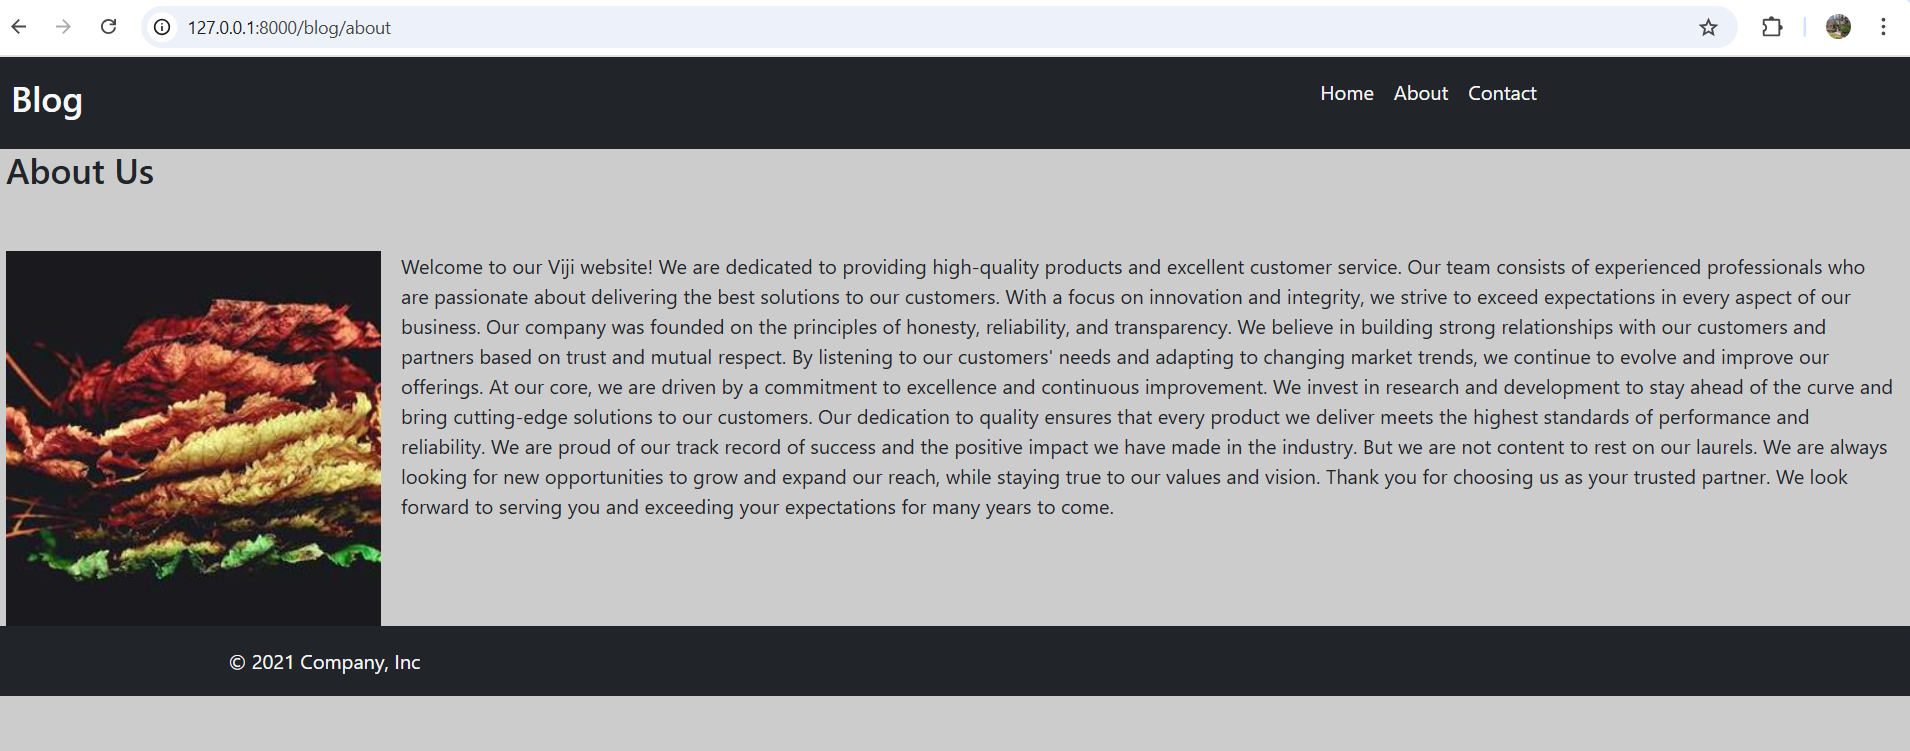 127.0.0.1:8000/blog/about
Blog
Home About Contact
About Us
Welcome to our Viji website! We are dedicated to providing high-quality products and excellent customer service. Our team consists of experienced professionals who
are passionate about delivering the best solutions to our customers. With a focus on innovation and integrity, we strive to exceed expectations in every aspect of our
business. Our company was founded on the principles of honesty, reliability, and transparency. We believe in building strong relationships with our customers and
partners based on trust and mutual respect. By listening to our customers' needs and adapting to changing market trends, we continue to evolve and improve our
offerings. At our core, we are driven by a commitment to excellence and continuous improvement. We invest in research and development to stay ahead of the curve and
bring cutting-edge solutions to our customers. Our dedication to quality ensures that every product we deliver meets the highest standards of performance and
reliability. We are proud of our track record of success and the positive impact we have made in the industry. But we are not content to rest on our laurels. We are always
looking for new opportunities to grow and expand our reach, while staying true to our values and vision. Thank you for choosing us as your trusted partner. We look
forward to serving you and exceeding your expectations for many years to come.
© 2021 Company, Inc